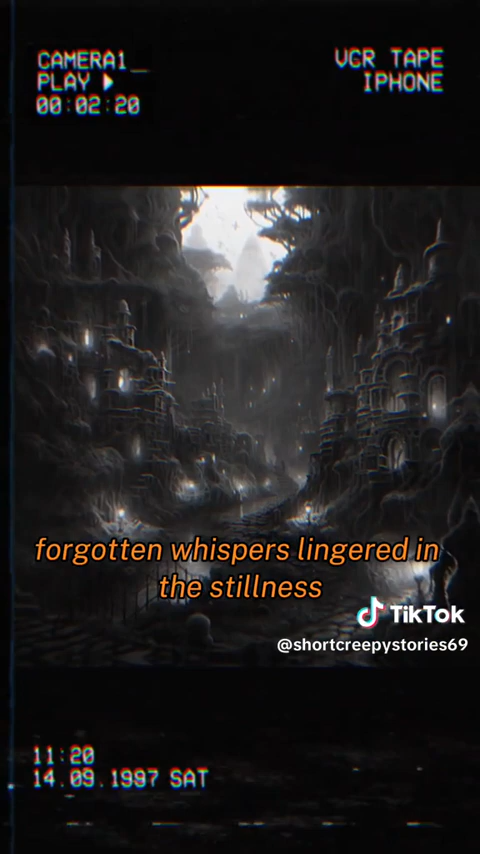 CAMERA1_
PLAY
00:02:20
VCR TAPE
IPHONE
forgotten whispers lingered in
the stillness
TikTok
@shortcreepystories69
11:20
14.09.1997 SAT